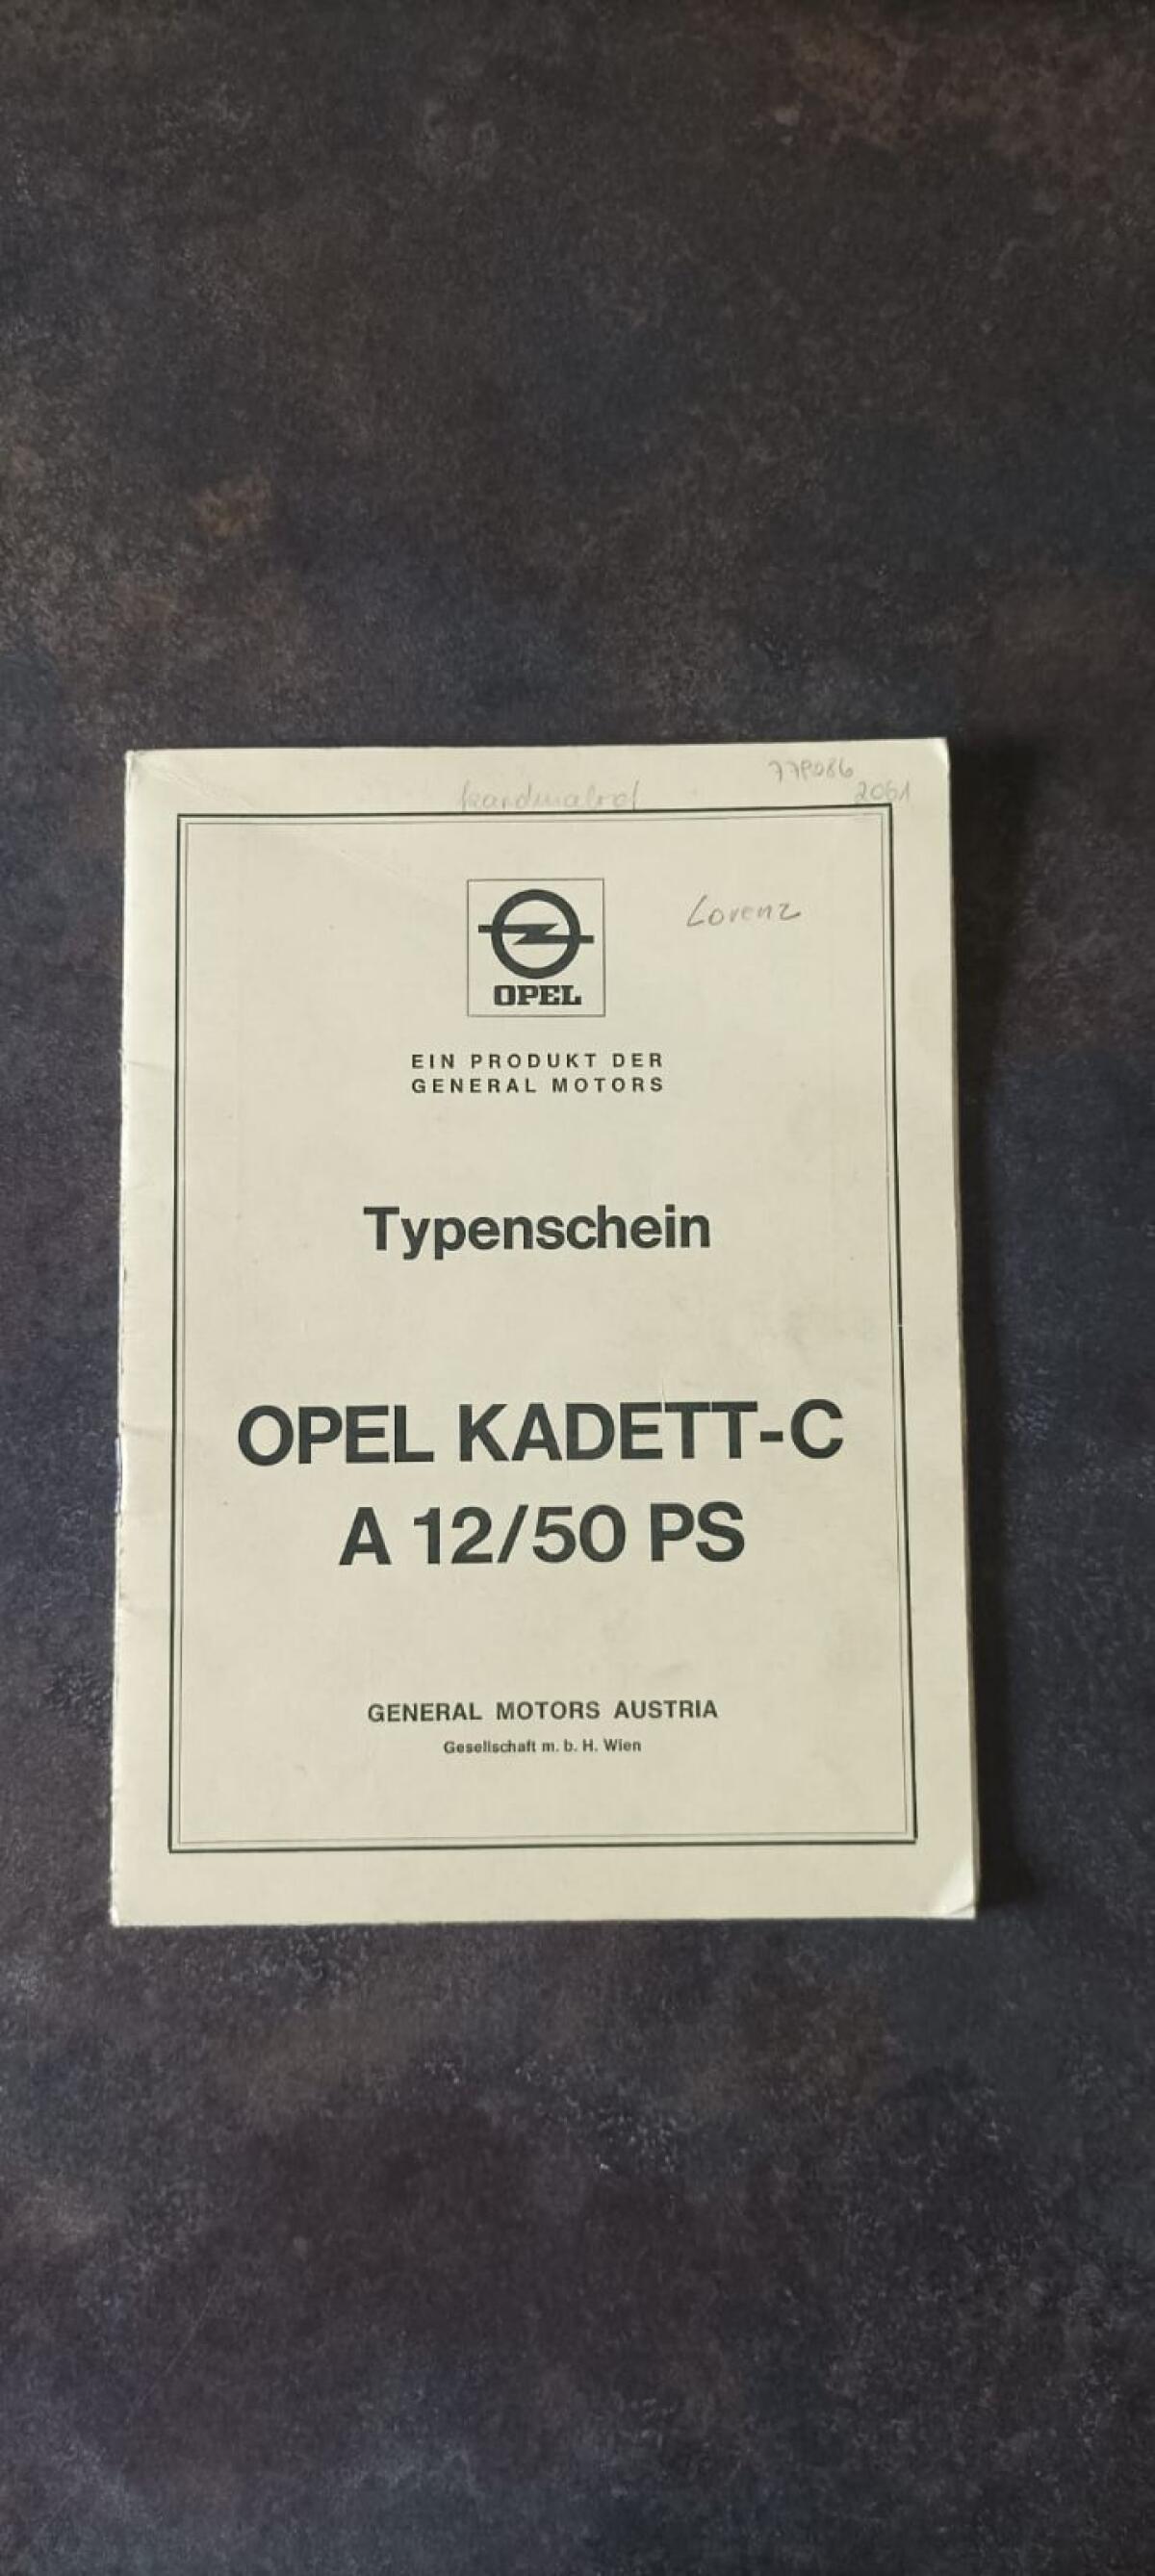 kardinalrot
2061
Lorenz
OPEL
EIN PRODUKT DER
GENERAL MOTORS
Typenschein
OPEL KADETT-C
A 12/50 PS
GENERAL MOTORS AUSTRIA
Gesellschaft m. b. H. Wien